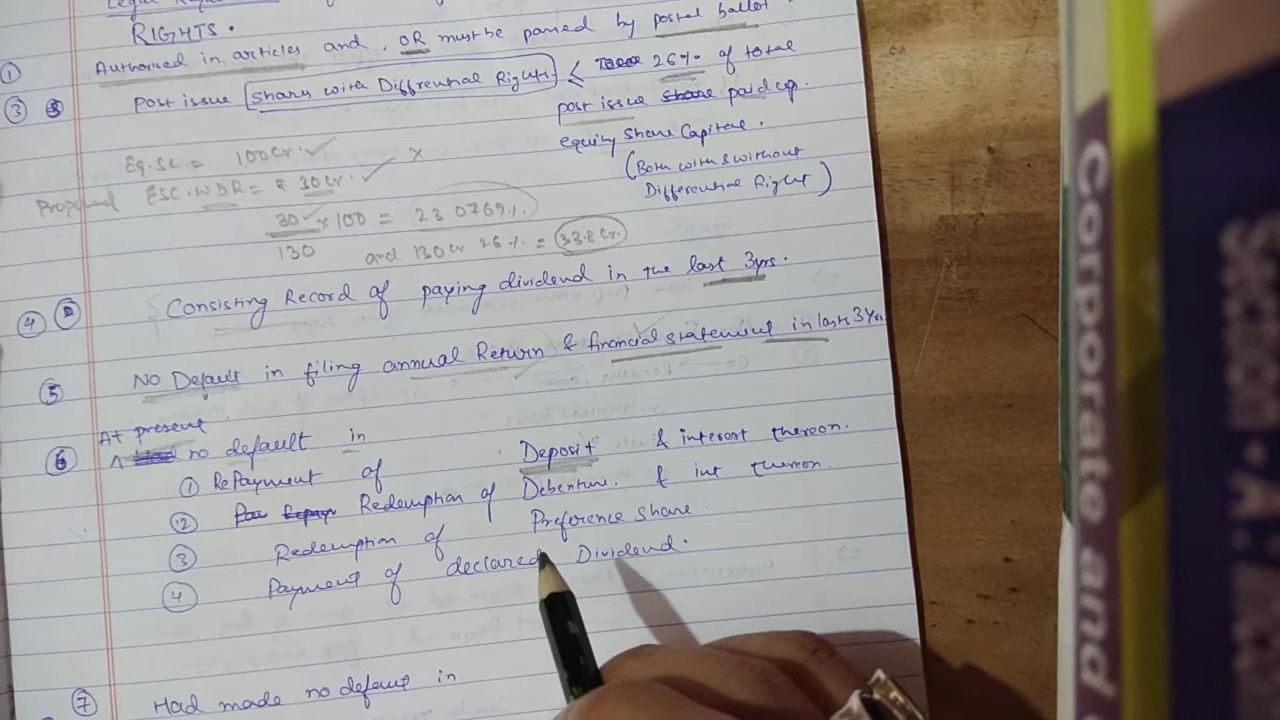 RIGHTS.
① Authorised in articles and, OR must be passed by postal ballot
③ Post issue Shares with Differential Rights < 26% of total
post issue share paid up.
equity share Capital.
(Both with & without
Differential Right)
Eq.SC = 100Cr. ✓
Proposed ESC.WDR = ₹ 30Cr. ✓ ×
30 × 100 = 23.0769%
130 and 130Cr 26% = 33.8Cr.
④ Consisting Record of paying dividend in the last 3yrs.
⑤ NO Default in filing annual Return & financial statement in lasts 3Yrs
At present
⑥ no default in
① RePayment of Deposit & interest thereon.
② Redemption of Debenture. & int thereon.
③ Redemption of Preference share
④ Payment of declared Dividend.
⑦ Had made no default in
Corporate and